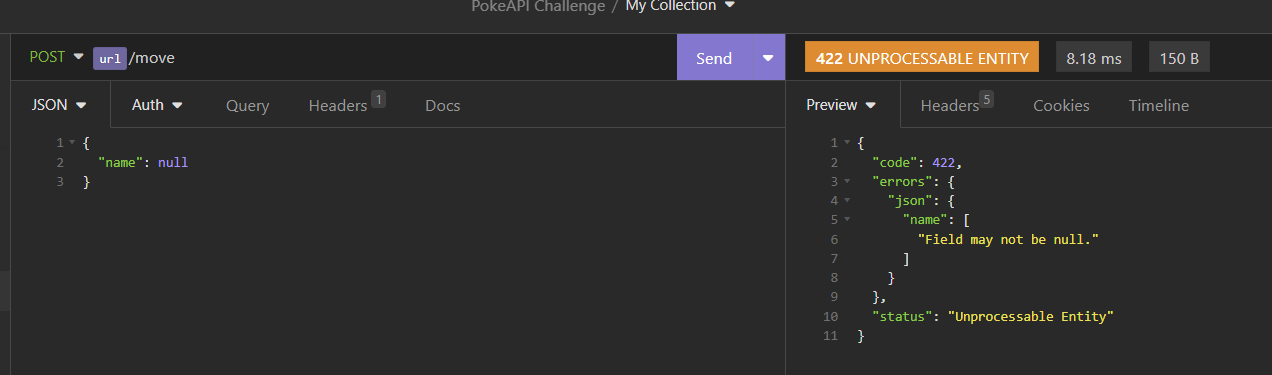 PokeAPI Challenge / My Collection
POST url /move Send
422 UNPROCESSABLE ENTITY 8.18 ms 150 B
JSON Auth Query Headers 1 Docs
Preview Headers 5 Cookies Timeline
1 {
2 "name": null
3 }
1 {
2 "code": 422,
3 "errors": {
4 "json": {
5 "name": [
6 "Field may not be null."
7 ]
8 }
9 },
10 "status": "Unprocessable Entity"
11 }